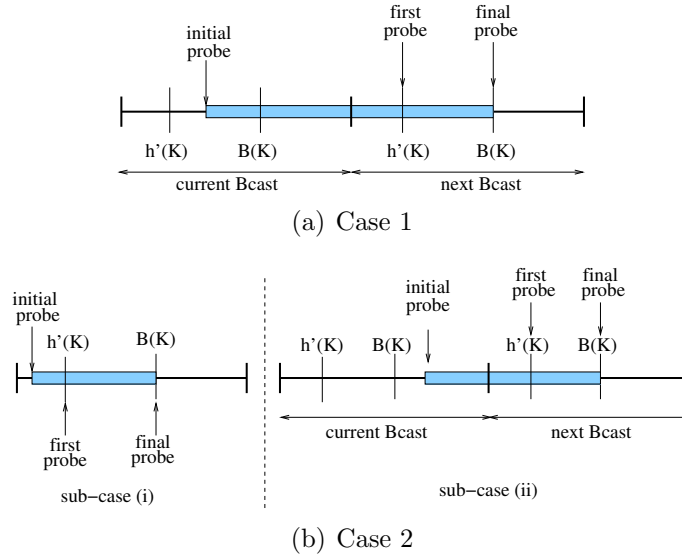 initial
probe
first
probe
final
probe
h'(K)
B(K)
h'(K)
B(K)
current Bcast
next Bcast
(a) Case 1
initial
probe
h'(K)
B(K)
first
probe
final
probe
sub−case (i)
initial
probe
first
probe
final
probe
h'(K)
B(K)
h'(K)
B(K)
current Bcast
next Bcast
sub−case (ii)
(b) Case 2